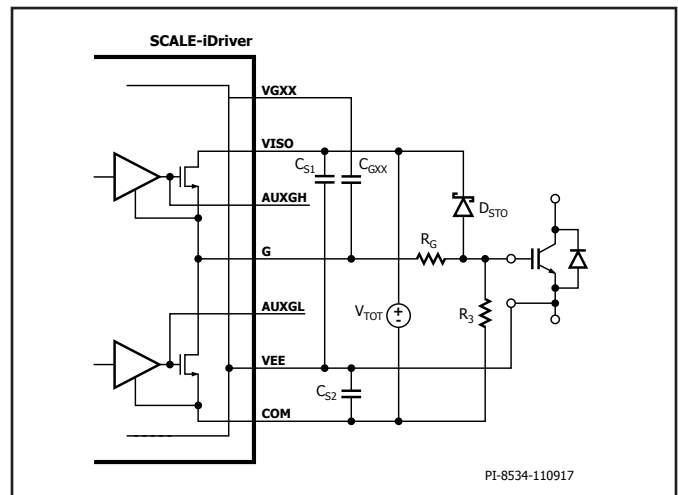 SCALE-iDriver
VGXX
VISO
CS1
CGXX
AUXGH
DSTO
RG
G
AUXGL
VTOT
R3
VEE
CS2
COM
PI-8534-110917